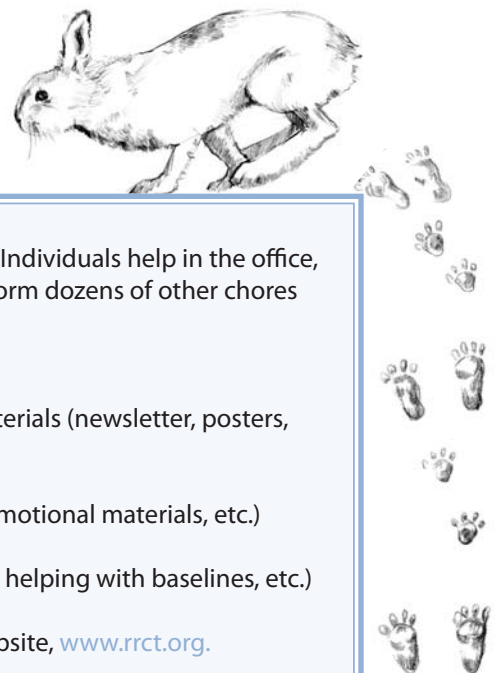 Individuals help in the office,
orm dozens of other chores
terials (newsletter, posters,
motional materials, etc.)
helping with baselines, etc.)
bsite, www.rrct.org.